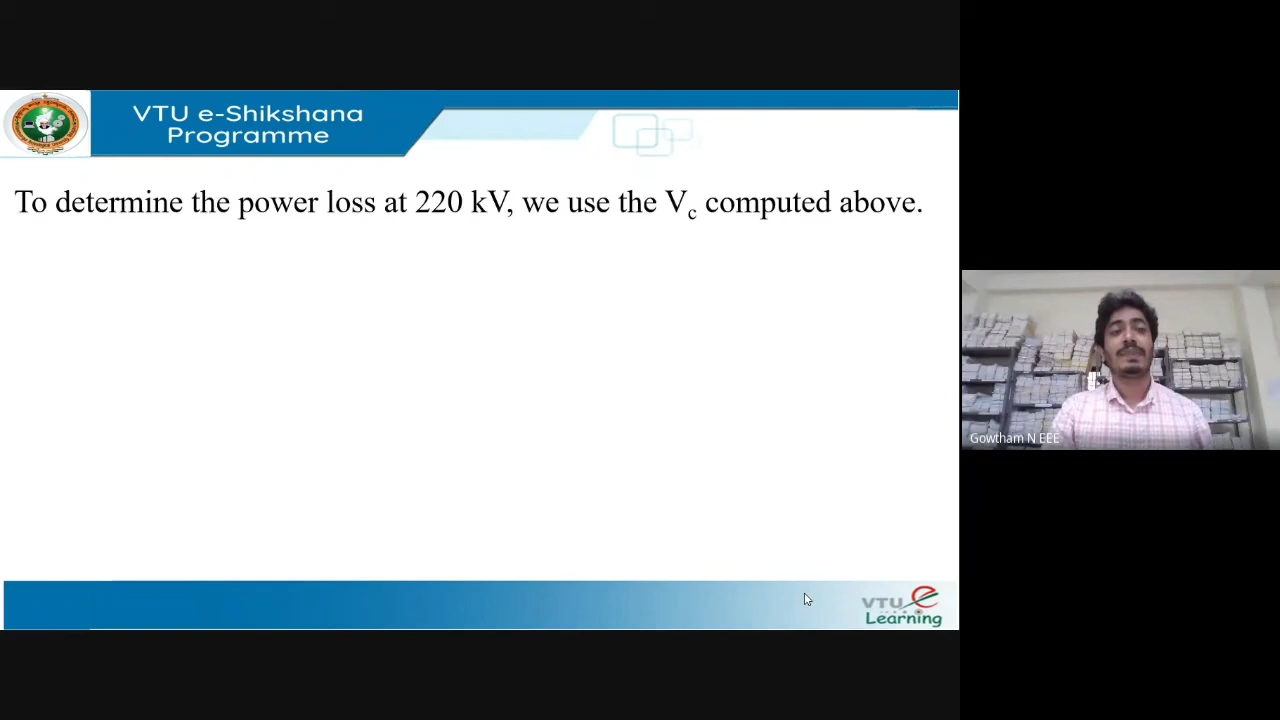 VTU e-Shikshana
Programme
To determine the power loss at 220 kV, we use the Vc computed above.
Gowtham N EEE
VTU e
Learning